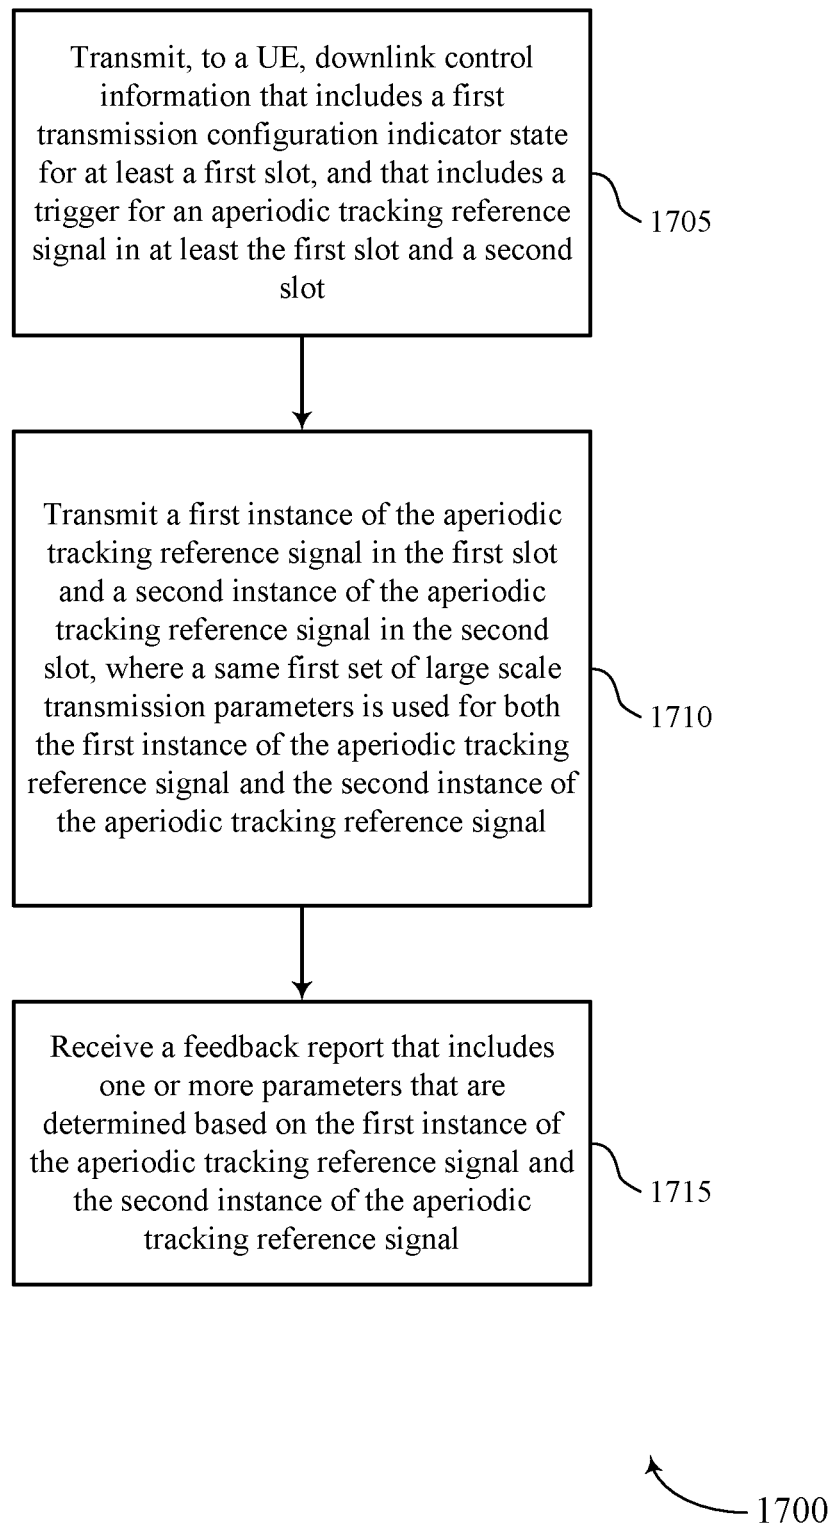 Transmit, to a UE, downlink control
information that includes a first
transmission configuration indicator state
for at least a first slot, and that includes a
trigger for an aperiodic tracking reference
signal in at least the first slot and a second
slot
1705
Transmit a first instance of the aperiodic
tracking reference signal in the first slot
and a second instance of the aperiodic
tracking reference signal in the second
slot, where a same first set of large scale
transmission parameters is used for both
the first instance of the aperiodic tracking
reference signal and the second instance of
the aperiodic tracking reference signal
1710
Receive a feedback report that includes
one or more parameters that are
determined based on the first instance of
the aperiodic tracking reference signal and
the second instance of the aperiodic
tracking reference signal
1715
1700